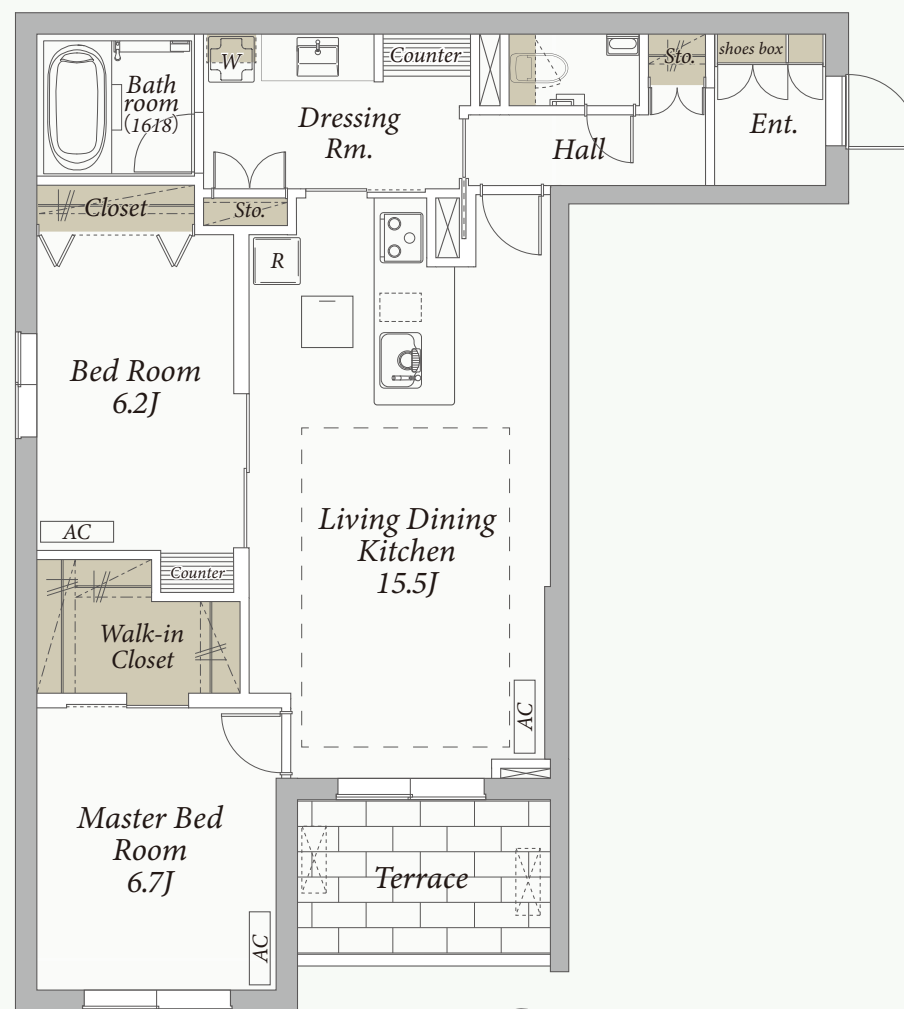 W
Counter
Sto.
shoes box
Bath
room
(1618)
Dressing
Rm.
Hall
Ent.
Closet
Sto.
R
Bed Room
6.2J
AC
Counter
Living Dining
Kitchen
15.5J
Walk-in
Closet
AC
Master Bed
Room
6.7J
Terrace
AC